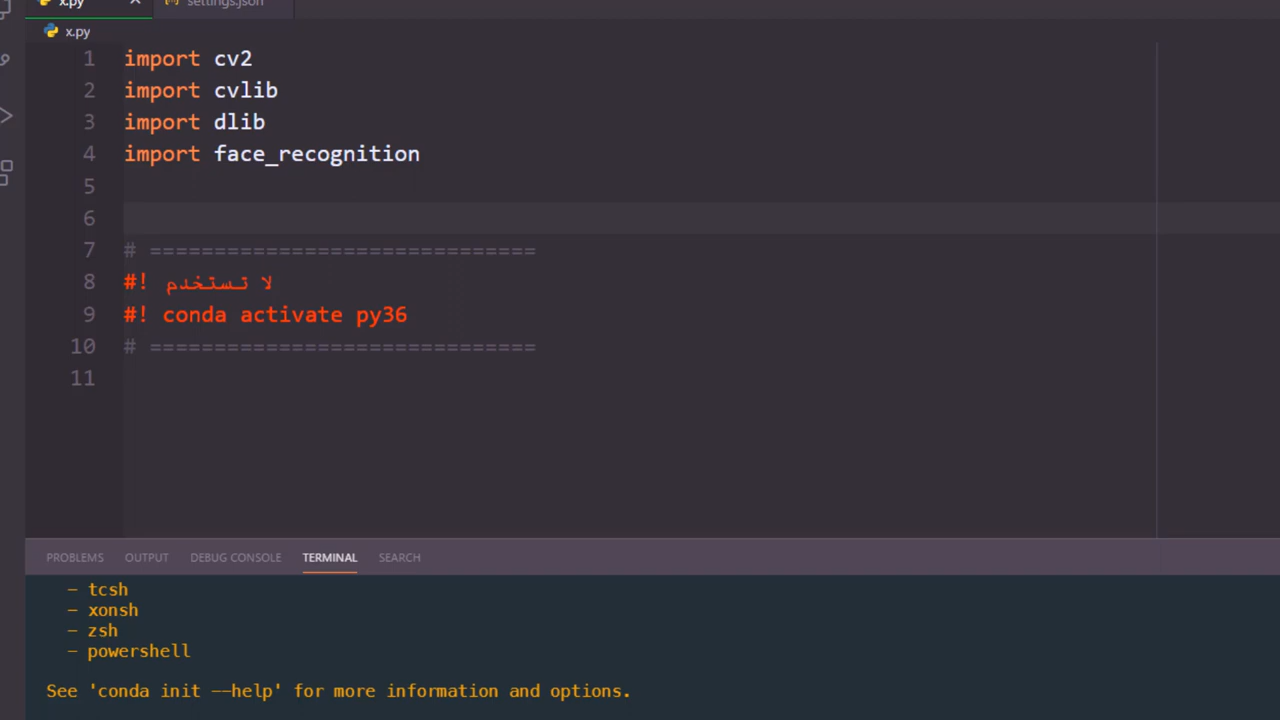 x.py
settings.json
x.py
1 import cv2
2 import cvlib
3 import dlib
4 import face_recognition
5
6
7 # ==============================
8 #! لا تستخدم
9 #! conda activate py36
10 # ==============================
11
PROBLEMS OUTPUT DEBUG CONSOLE TERMINAL SEARCH
- tcsh
- xonsh
- zsh
- powershell
See 'conda init --help' for more information and options.